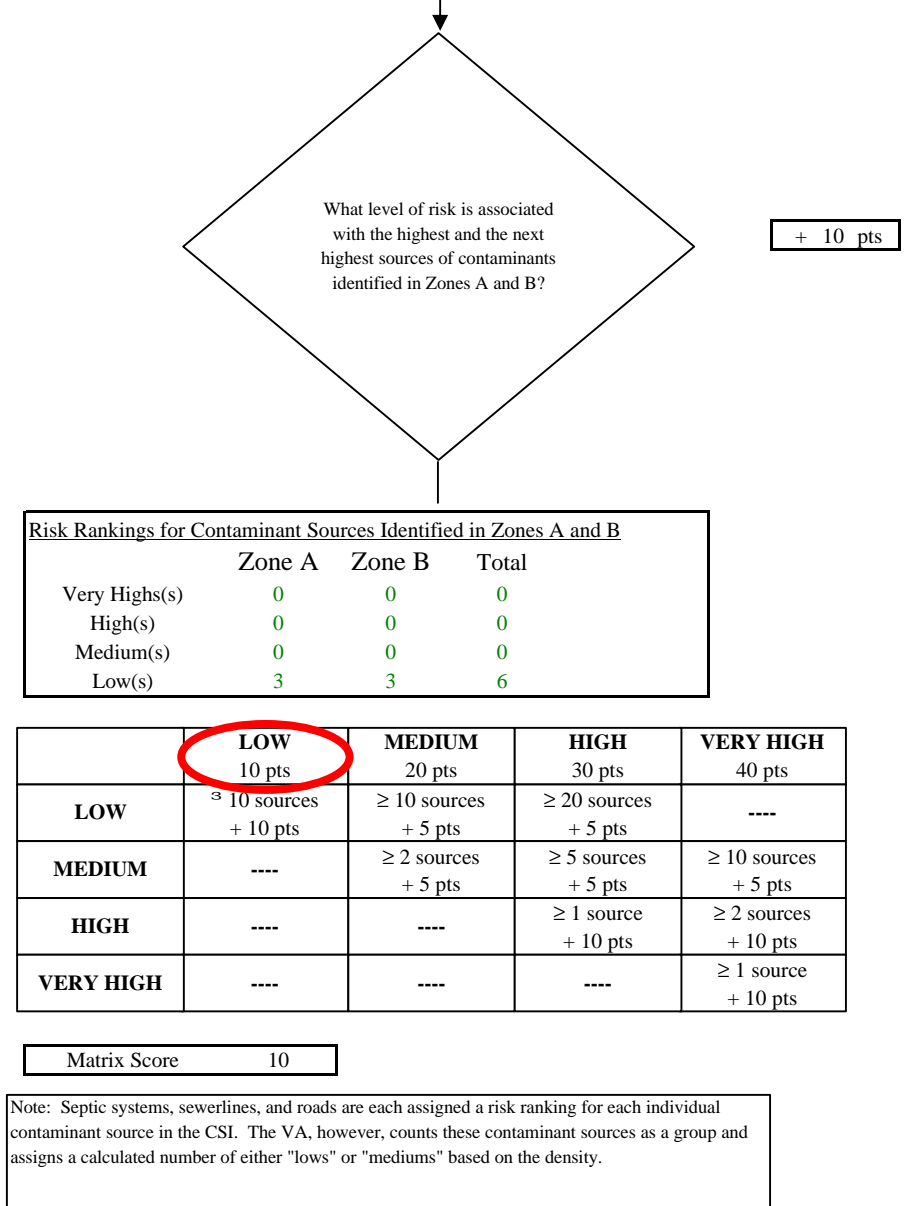 What level of risk is associated
with the highest and the next
highest sources of contaminants
identified in Zones A and B?
+ 10 pts
Risk Rankings for Contaminant Sources Identified in Zones A and B
Zone A Zone B Total
Very Highs(s) 0 0 0
High(s) 0 0 0
Medium(s) 0 0 0
Low(s) 3 3 6
LOW MEDIUM HIGH VERY HIGH
10 pts 20 pts 30 pts 40 pts
LOW ³ 10 sources ≥ 10 sources ≥ 20 sources ----
+ 10 pts + 5 pts + 5 pts
MEDIUM ---- ≥ 2 sources ≥ 5 sources ≥ 10 sources
+ 5 pts + 5 pts + 5 pts
HIGH ---- ---- ≥ 1 source ≥ 2 sources
+ 10 pts + 10 pts
VERY HIGH ---- ---- ---- ≥ 1 source
+ 10 pts
Matrix Score 10
Note: Septic systems, sewerlines, and roads are each assigned a risk ranking for each individual
contaminant source in the CSI. The VA, however, counts these contaminant sources as a group and
assigns a calculated number of either "lows" or "mediums" based on the density.